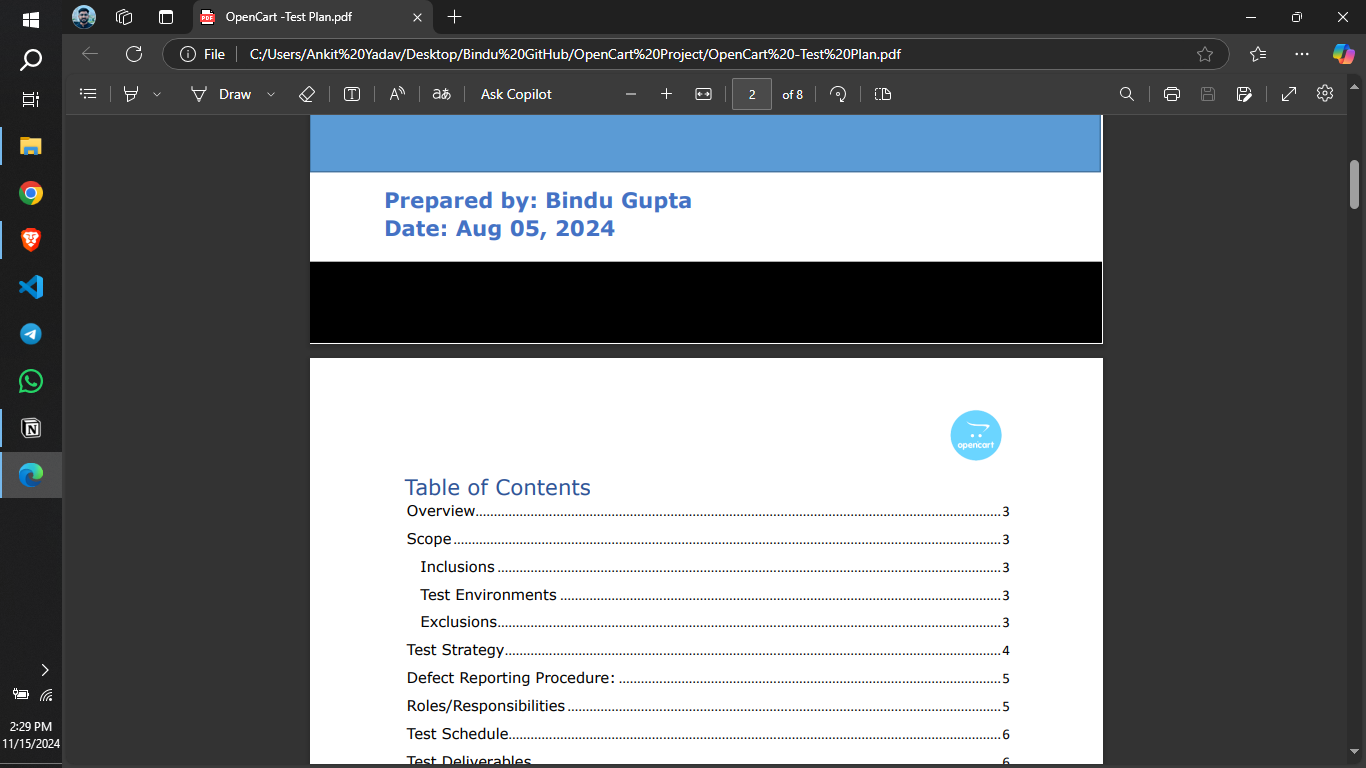 OpenCart -Test Plan.pdf
File
C:/Users/Ankit%20Yadav/Desktop/Bindu%20GitHub/OpenCart%20Project/OpenCart%20-Test%20Plan.pdf
Draw
Ask Copilot
2 of 8
Prepared by: Bindu Gupta
Date: Aug 05, 2024
opencart
Table of Contents
Overview 3
Scope 3
Inclusions 3
Test Environments 3
Exclusions 3
Test Strategy 4
Defect Reporting Procedure: 5
Roles/Responsibilities 5
Test Schedule 6
Test Deliverables 6
2:29 PM
11/15/2024